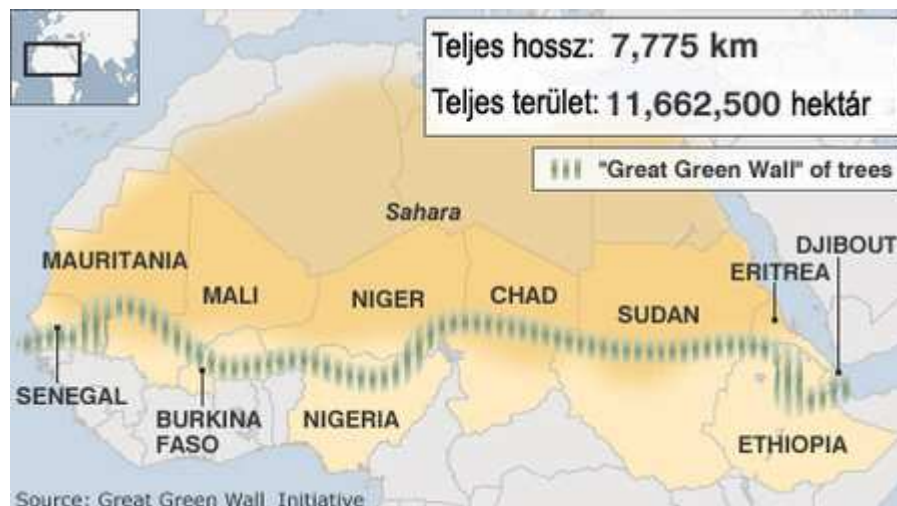 Teljes hossz: 7,775 km
Teljes terület: 11,662,500 hektár
"Great Green Wall" of trees
Sahara
DJIBOUT
MAURITANIA
ERITREA
MALI
NIGER
CHAD
SUDAN
SENEGAL
BURKINA
FASO
NIGERIA
ETHIOPIA
Source: Great Green Wall Initiative